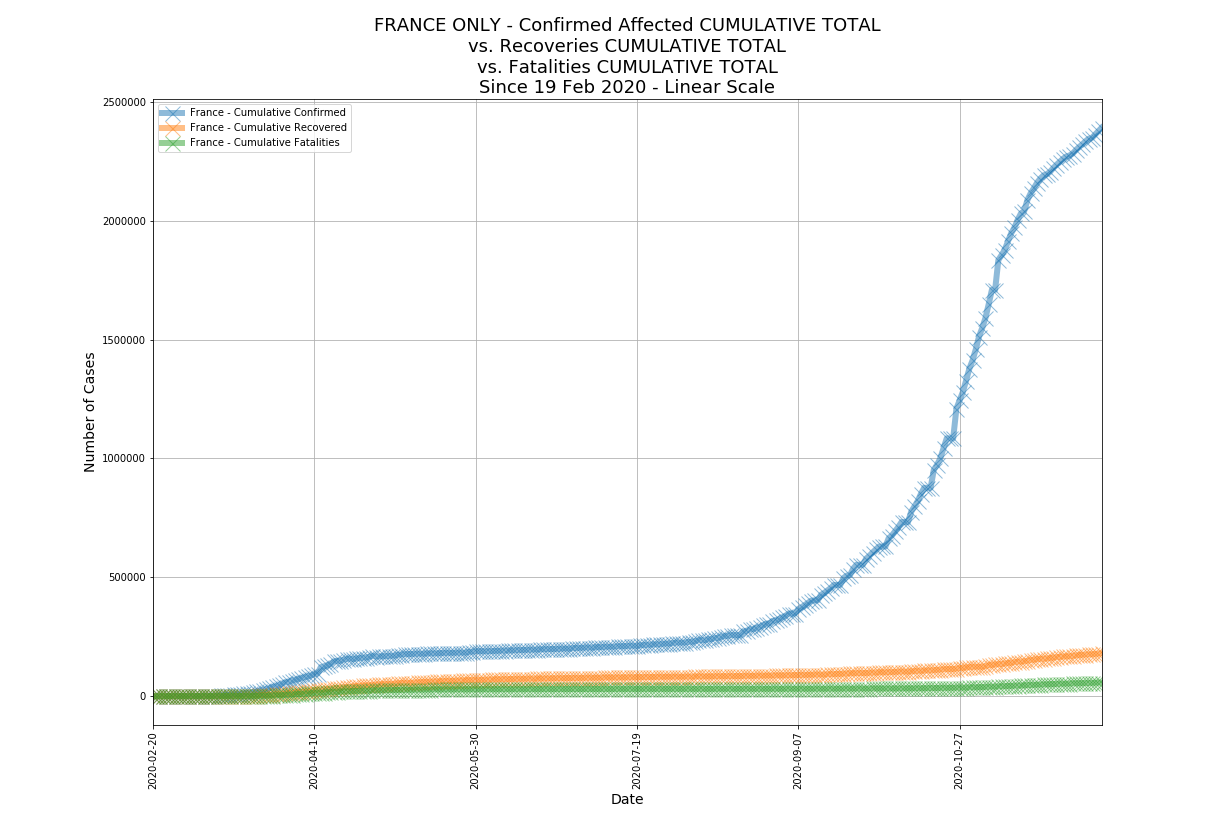 FRANCE ONLY - Confirmed Affected CUMULATIVE TOTAL
vs. Recoveries CUMULATIVE TOTAL
vs. Fatalities CUMULATIVE TOTAL
Since 19 Feb 2020 - Linear Scale
France - Cumulative Confirmed
France - Cumulative Recovered
France - Cumulative Fatalities
Number of Cases
2500000
2000000
1500000
1000000
500000
0
2020-02-20
2020-04-10
2020-05-30
2020-07-19
2020-09-07
2020-10-27
Date